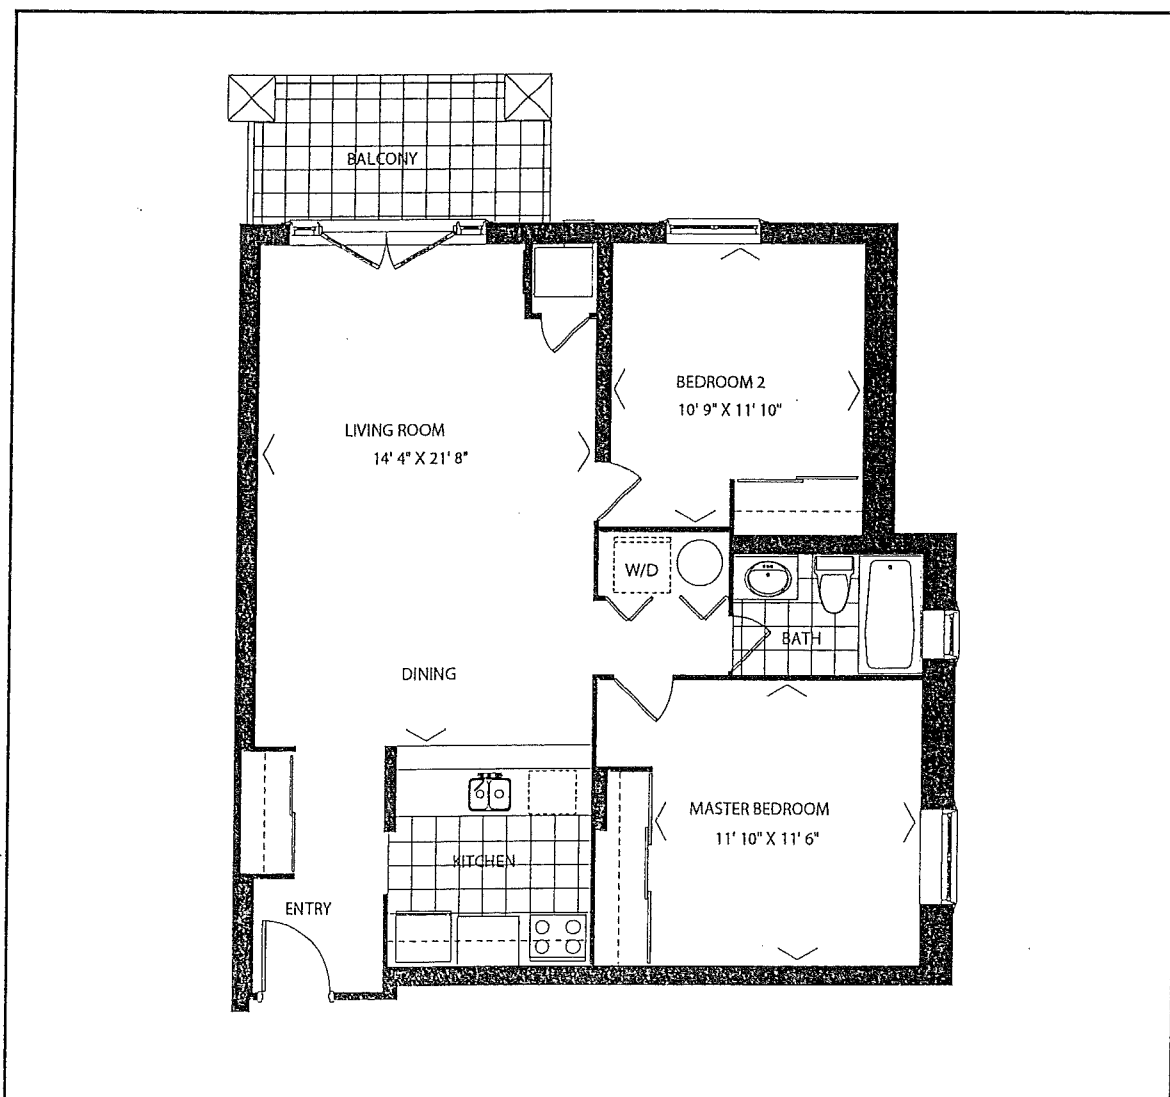 BALCONY
BEDROOM 2
10' 9" X 11' 10"
LIVING ROOM
14' 4" X 21' 8"
W/D
BATH
DINING
MASTER BEDROOM
11' 10" X 11' 6"
KITCHEN
ENTRY